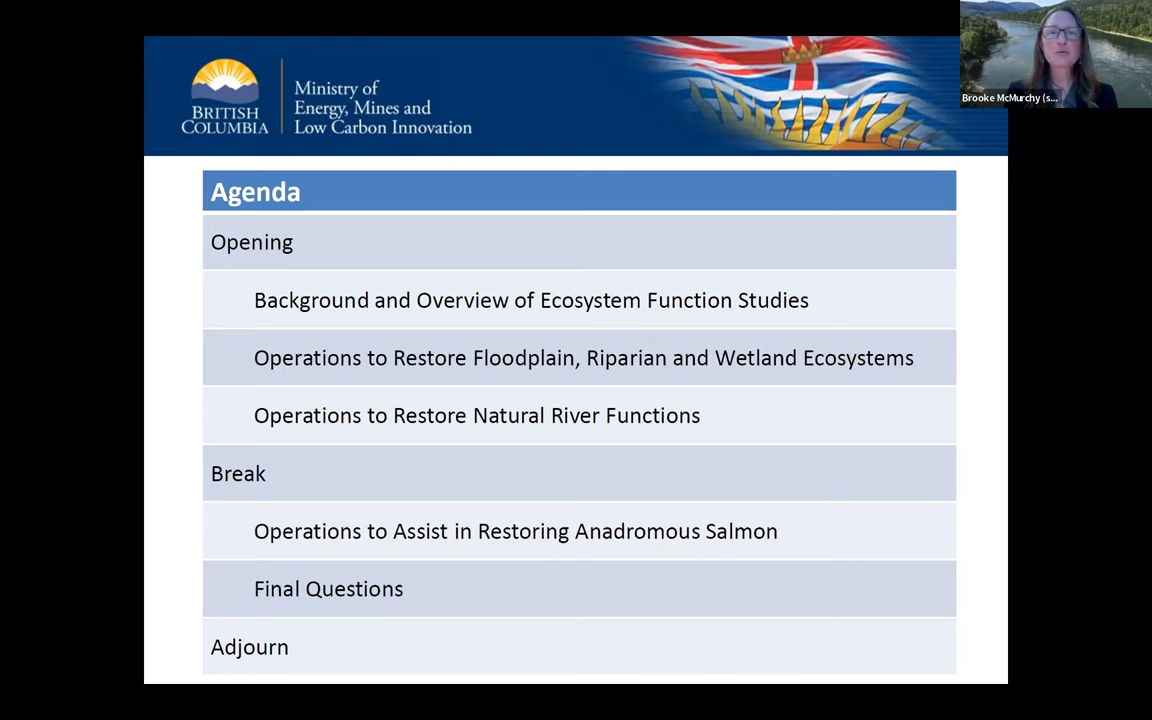 BRITISH
COLUMBIA
Ministry of
Energy, Mines and
Low Carbon Innovation
Brooke McMurchy (s...
Agenda
Opening
Background and Overview of Ecosystem Function Studies
Operations to Restore Floodplain, Riparian and Wetland Ecosystems
Operations to Restore Natural River Functions
Break
Operations to Assist in Restoring Anadromous Salmon
Final Questions
Adjourn